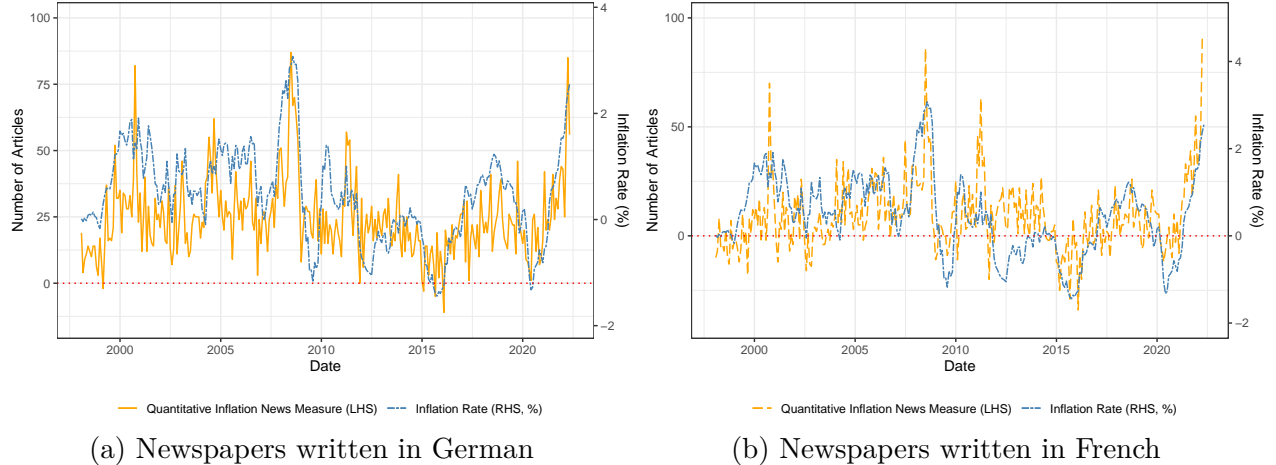 100
75
50
25
0
Number of Articles
4
2
0
−2
Inflation Rate (%)
2000 2005 2010 2015 2020
Date
Quantitative Inflation News Measure (LHS) Inflation Rate (RHS, %)
(a) Newspapers written in German
100
50
0
Number of Articles
4
2
0
−2
Inflation Rate (%)
2000 2005 2010 2015 2020
Date
Quantitative Inflation News Measure (LHS) Inflation Rate (RHS, %)
(b) Newspapers written in French